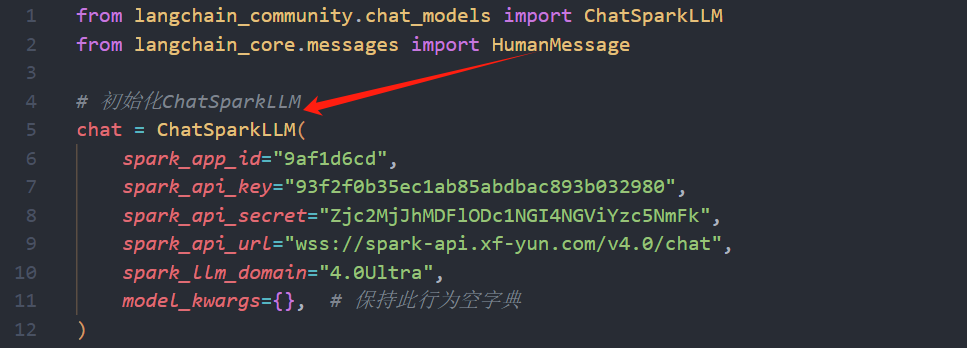 1 from langchain_community.chat_models import ChatSparkLLM
2 from langchain_core.messages import HumanMessage
3
4 # 初始化ChatSparkLLM
5 chat = ChatSparkLLM(
6     spark_app_id="9af1d6cd",
7     spark_api_key="93f2f0b35ec1ab85abdbac893b032980",
8     spark_api_secret="Zjc2MjJhMDFlODc1NGI4NGViYzc5NmFk",
9     spark_api_url="wss://spark-api.xf-yun.com/v4.0/chat",
10     spark_llm_domain="4.0Ultra",
11     model_kwargs={},  # 保持此行为空字典
12 )